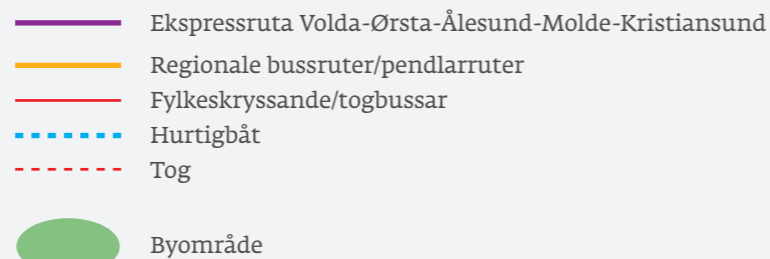 Ekspressruta Volda-Ørsta-Ålesund-Molde-Kristiansund
Regionale bussruter/pendlarruter
Fylkeskryssande/togbussar
Hurtigbåt
Tog
Byområde